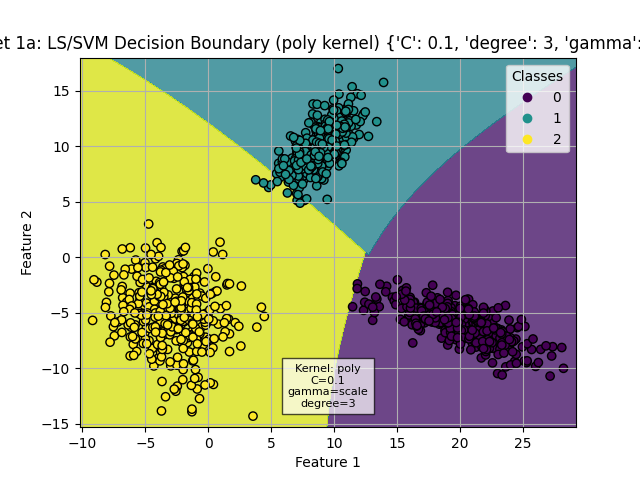 et 1a: LS/SVM Decision Boundary (poly kernel) {'C': 0.1, 'degree': 3, 'gamma':
Classes
0
1
2
15
10
5
0
−5
−10
−15
Feature 2
Kernel: poly
C=0.1
gamma=scale
degree=3
−10 −5 0 5 10 15 20 25
Feature 1